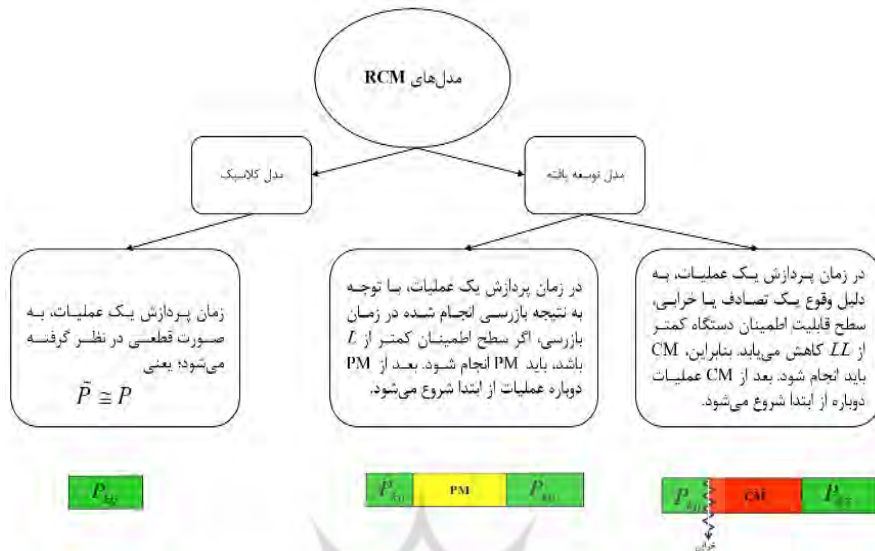 مدل‌های RCM
مدل توسعه یافته
مدل کلاسیک
در زمان پردازش یک عملیات، به
دلیل وقوع یک تصادف یا خرابی،
سطح قابلیت اطمینان دستگاه کمتر
از LL کاهش می‌یابد. بنابراین، CM
باید انجام شود. بعد از CM عملیات
دوباره از ابتدا شروع می‌شود.
در زمان پردازش یک عملیات، با توجه
به نتیجه بازرسی انجام شده در زمان
بازرسی، اگر سطح اطمینان کمتر از L
باشد، باید PM انجام شود. بعد از PM
دوباره عملیات از ابتدا شروع می‌شود.
زمان پردازش یک عملیات، به
صورت قطعی در نظر گرفته
می‌شود؛ یعنی
P̃ ≅ P
P
P PM P
P CM P
خرابی